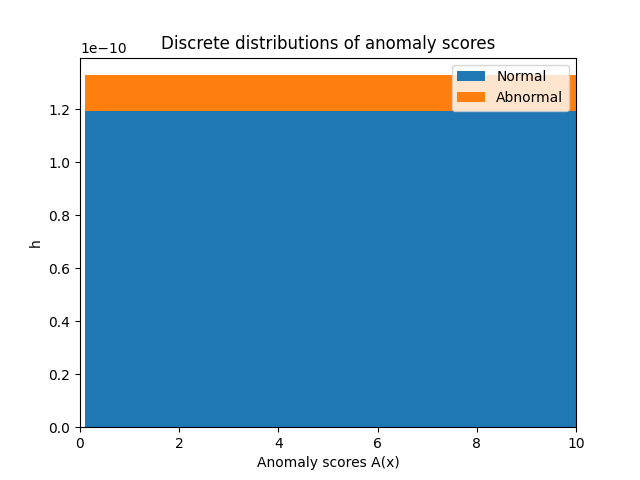 Discrete distributions of anomaly scores
1e−10
Normal
Abnormal
1.2
1.0
0.8
0.6
0.4
0.2
0.0
h
0 2 4 6 8 10
Anomaly scores A(x)